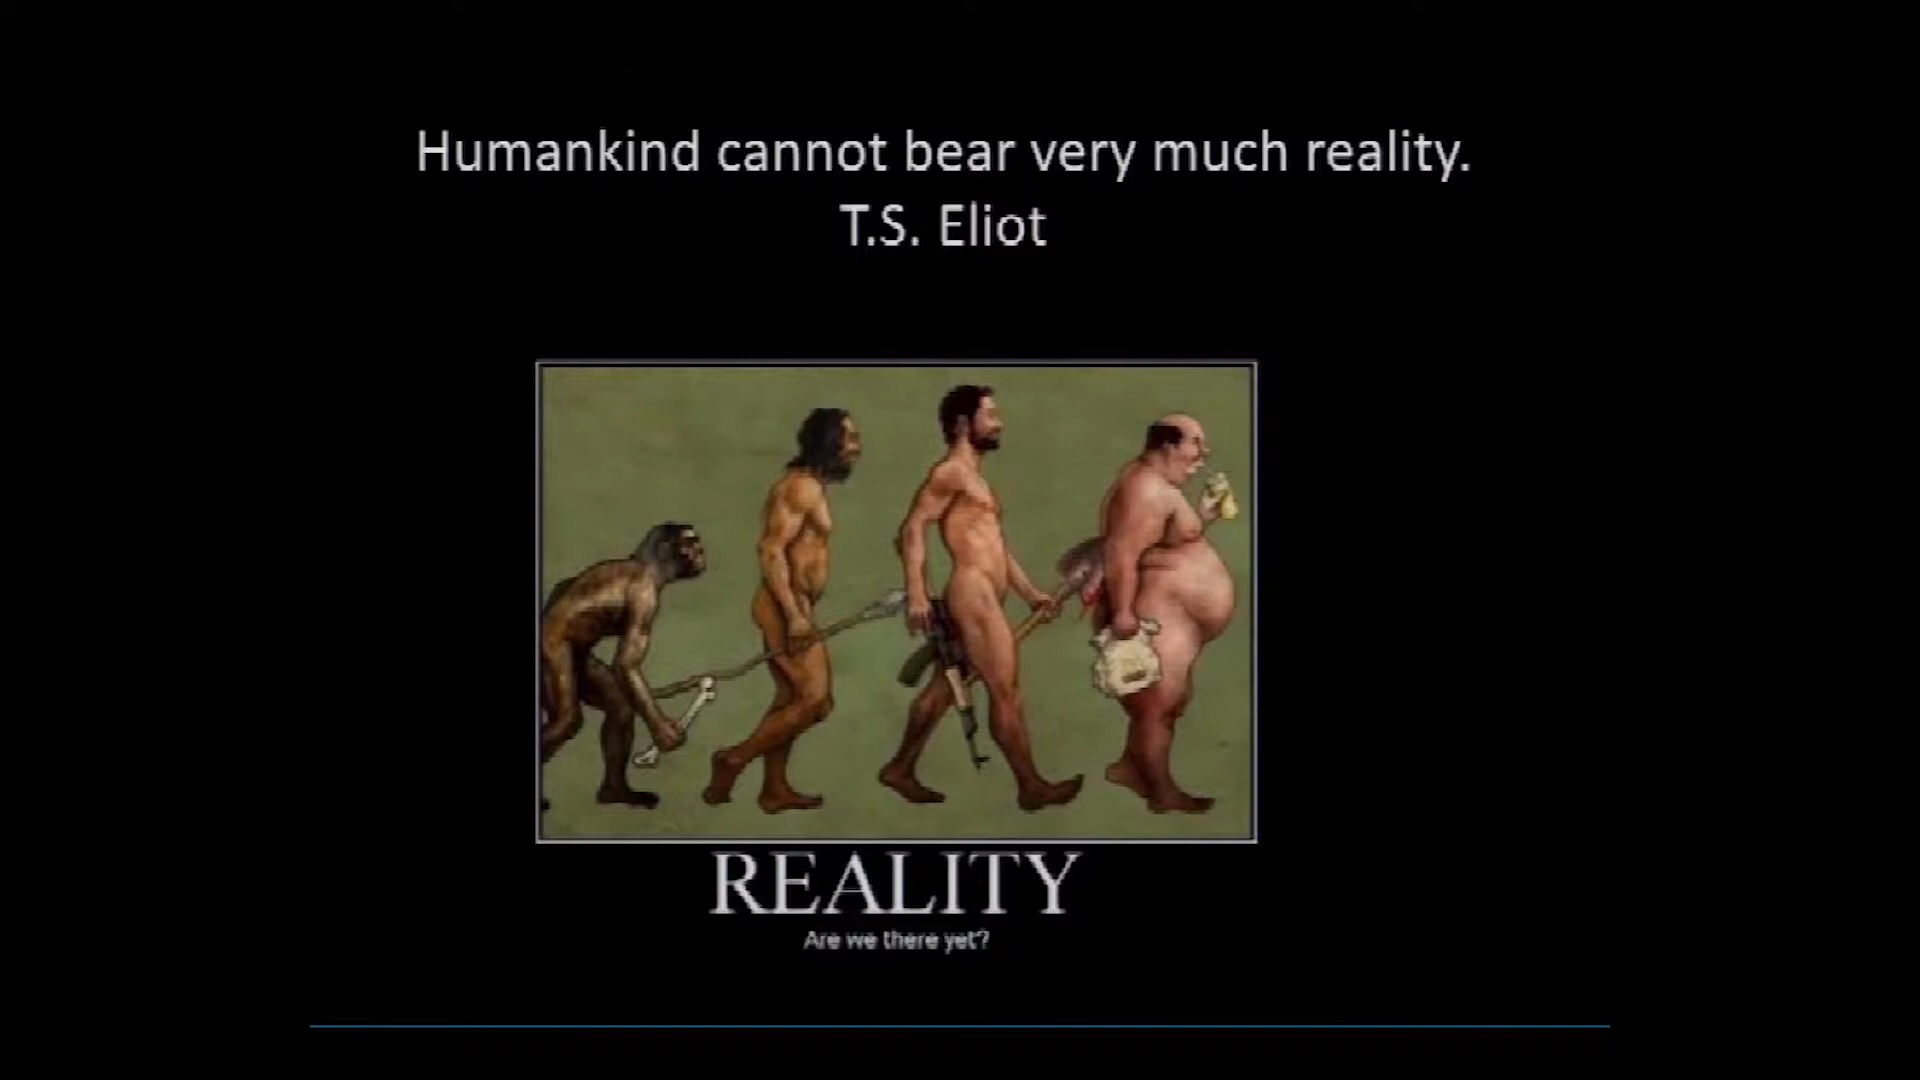 Humankind cannot bear very much reality.
T.S. Eliot
REALITY
Are we there yet?